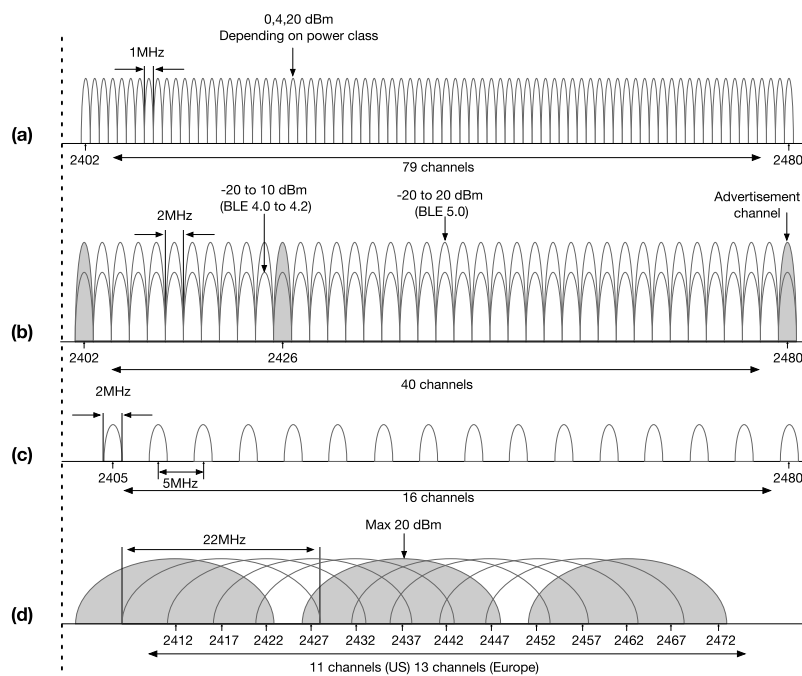 0,4,20 dBm
Depending on power class
1MHz
(a)
2402
2480
79 channels
-20 to 10 dBm
(BLE 4.0 to 4.2)
-20 to 20 dBm
(BLE 5.0)
Advertisement
channel
2MHz
(b)
2402
2426
2480
40 channels
2MHz
(c)
2405
5MHz
2480
16 channels
Max 20 dBm
22MHz
(d)
2412
2417
2422
2427
2432
2437
2442
2447
2452
2457
2462
2467
2472
11 channels (US) 13 channels (Europe)